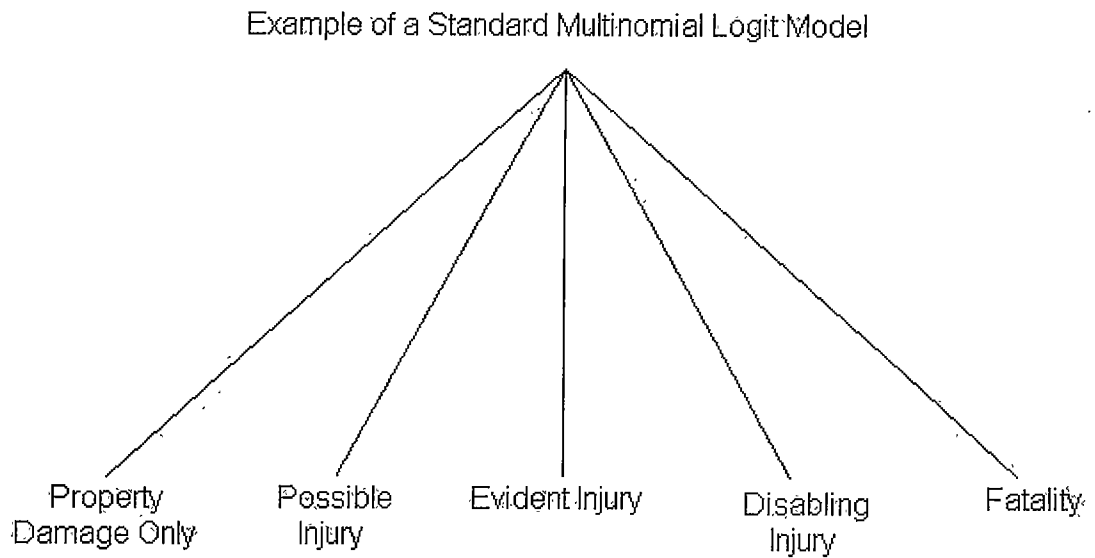 Example of a Standard Multinomial Logit Model
Property
Damage Only
Possible
Injury
Evident Injury
Disabling
Injury
Fatality